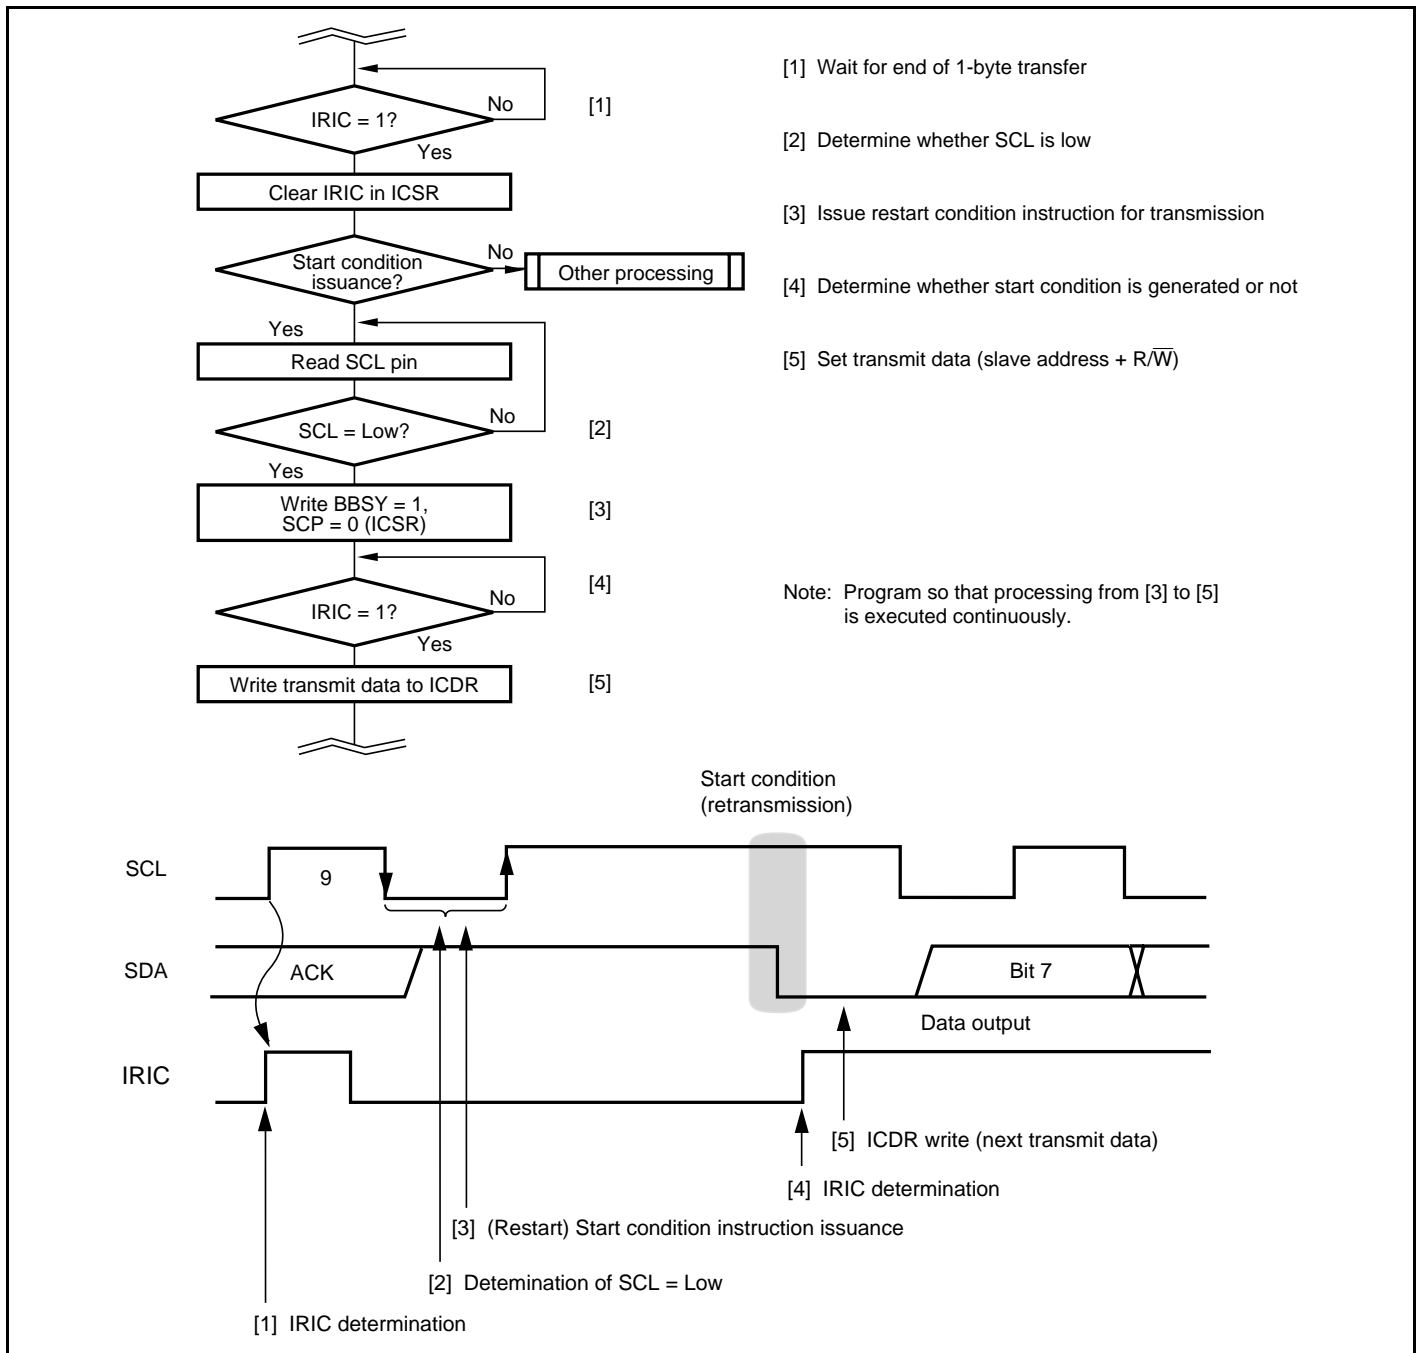 IRIC = 1?
No
[1]
Yes
Clear IRIC in ICSR
Start condition
issuance?
No
Other processing
Yes
Read SCL pin
SCL = Low?
No
[2]
Yes
Write BBSY = 1,
SCP = 0 (ICSR)
[3]
IRIC = 1?
No
[4]
Yes
Write transmit data to ICDR
[5]
[1] Wait for end of 1-byte transfer
[2] Determine whether SCL is low
[3] Issue restart condition instruction for transmission
[4] Determine whether start condition is generated or not
[5] Set transmit data (slave address + R/W̅)
Note: Program so that processing from [3] to [5]
is executed continuously.
Start condition
(retransmission)
SCL
9
SDA
ACK
Bit 7
Data output
IRIC
[5] ICDR write (next transmit data)
[4] IRIC determination
[3] (Restart) Start condition instruction issuance
[2] Detemination of SCL = Low
[1] IRIC determination